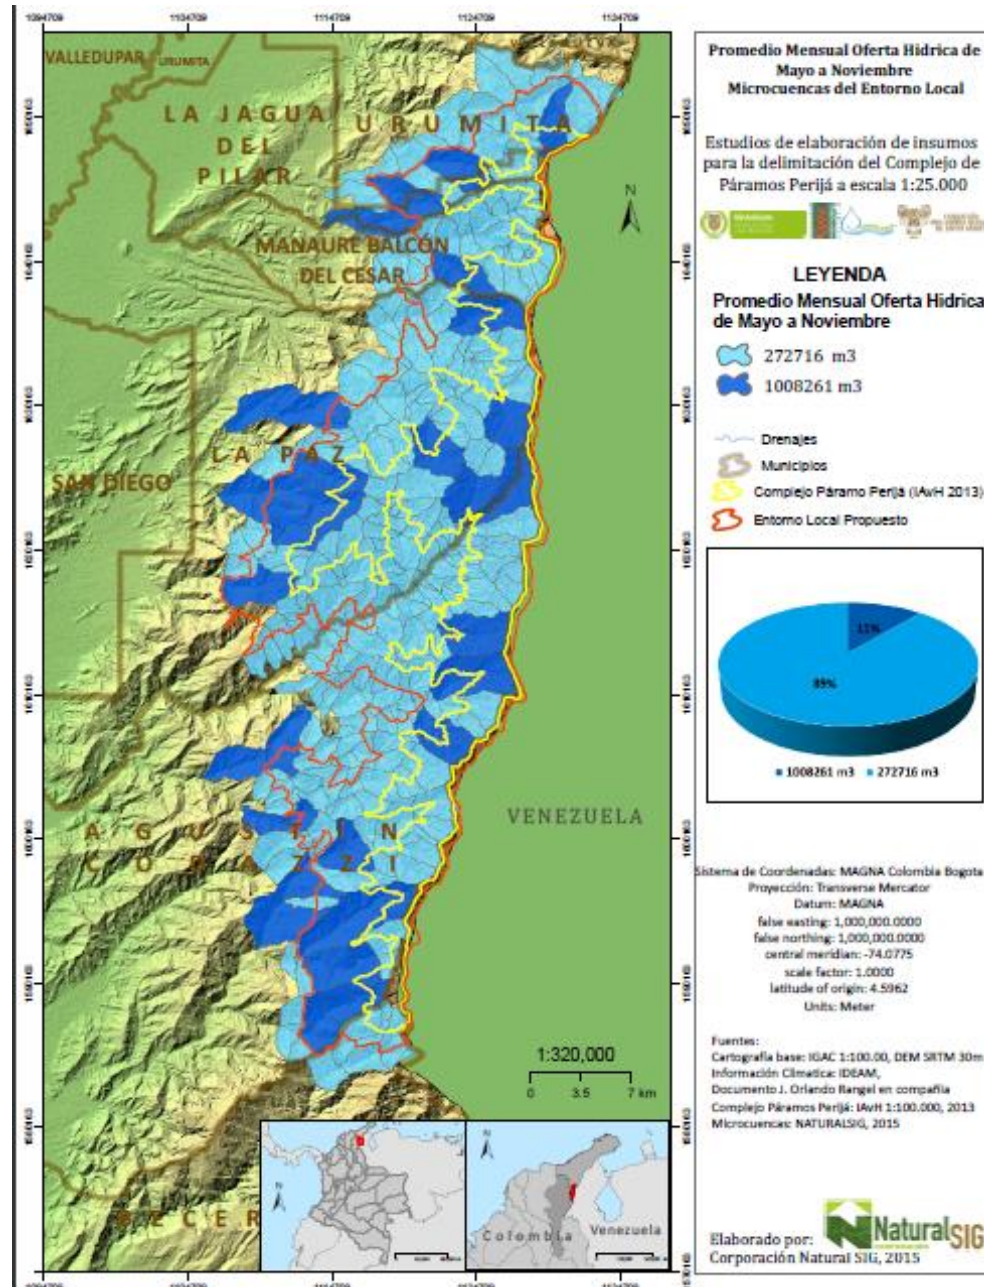 1094709
1104709
1114709
1124709
1134709
VALLEDUPAR
URUMITA
LA JAGUA
DEL
PILAR
URUMITA
MANAURE BALCÓN
DEL CESAR
LA PAZ
SAN DIEGO
AGUSTIN
CODAZZI
BECER
VENEZUELA
N
1:320,000
0 3.5 7 km
N
N
Colombia
Venezuela
Promedio Mensual Oferta Hidrica de
Mayo a Noviembre
Microcuencas del Entorno Local
Estudios de elaboración de insumos
para la delimitación del Complejo de
Páramos Perijá a escala 1:25.000
LEYENDA
Promedio Mensual Oferta Hidrica
de Mayo a Noviembre
272716 m3
1008261 m3
Drenajes
Municipios
Complejo Páramo Perijá (IAvH 2013)
Entorno Local Propuesto
11%
89%
1008261 m3 272716 m3
Sistema de Coordenadas: MAGNA Colombia Bogota
Proyección: Transverse Mercator
Datum: MAGNA
false easting: 1,000,000.0000
false northing: 1,000,000.0000
central meridian: -74.0775
scale factor: 1.0000
latitude of origin: 4.5962
Units: Meter
Fuentes:
Cartografía base: IGAC 1:100.00, DEM SRTM 30m
Información Climatica: IDEAM,
Documento J. Orlando Rangel en compañia
Complejo Páramos Perijá: IAvH 1:100.000, 2013
Microcuencas: NATURALSIG, 2015
NaturalSIG
Elaborado por:
Corporación Natural SIG, 2015